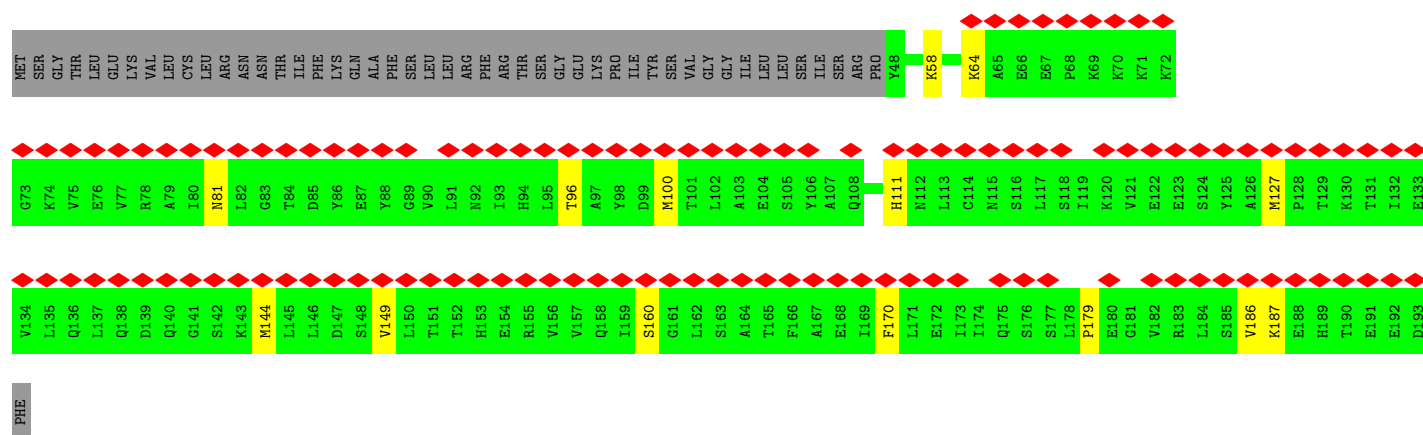 MET SER GLY THR LEU GLU LYS VAL LEU CYS LEU ARG ASN ASN THR ILE PHE LYS GLN ALA PHE SER LEU LEU ARG PHE ARG THR SER GLY GLU LYS PRO ILE TYR SER VAL GLY GLY ILE LEU LEU SER ILE SER ARG PRO Y48 K58 K64 A65 E66 E67 P68 K69 K70 K71 K72
G73 K74 V75 E76 V77 R78 A79 I80 N81 L82 G83 T84 D85 Y86 E87 Y88 G89 V90 L91 N92 I93 H94 L95 T96 A97 Y98 D99 M100 T101 L102 A103 E104 S105 Y106 A107 Q108 H111 N112 L113 C114 N115 S116 L117 S118 I119 K120 V121 E122 E123 S124 Y125 A126 M127 P128 T129 K130 T131 I132 E133
V134 L135 Q136 L137 Q138 D139 Q140 G141 S142 K143 M144 L145 L146 D147 S148 V149 L150 T151 T152 H153 E154 R155 V156 V157 Q158 I159 S160 G161 L162 S163 A164 T165 F166 A167 E168 I169 F170 L171 E172 I173 I174 Q175 S176 S177 L178 P179 E180 G181 V182 R183 L184 S185 V186 K187 E188 H189 T190 E191 E192 D193
PHE